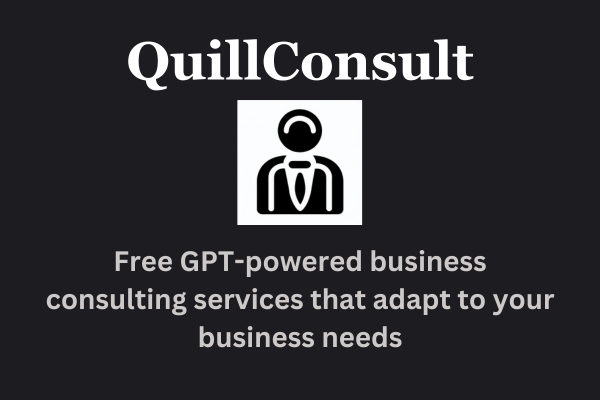 QuillConsult
Free GPT-powered business
consulting services that adapt to your
business needs